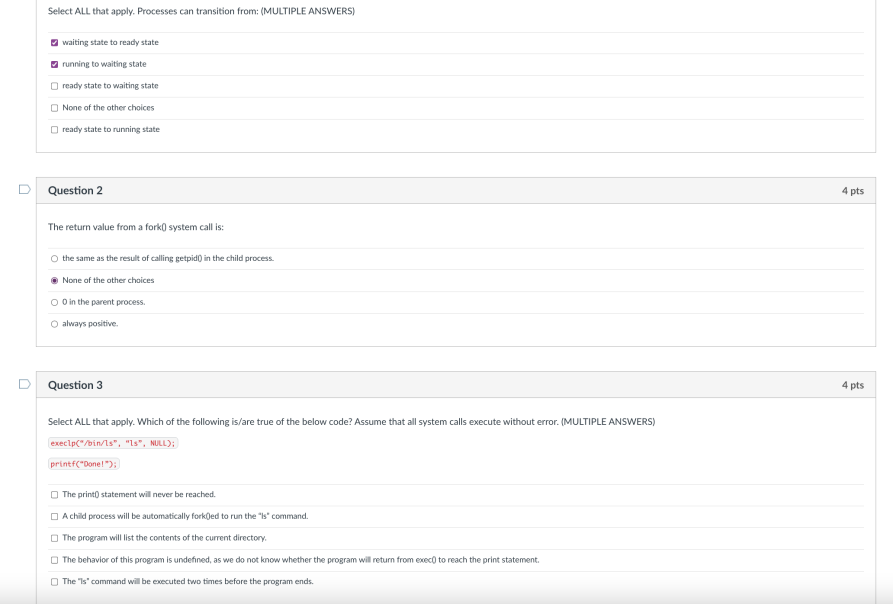 Select ALL that apply. Processes can transition from: (MULTIPLE ANSWERS)
waiting state to ready state
running to waiting state
ready state to waiting state
None of the other choices
ready state to running state
Question 2
4 pts
The return value from a fork() system call is:
the same as the result of calling getpid() in the child process.
None of the other choices
0 in the parent process.
always positive.
Question 3
4 pts
Select ALL that apply. Which of the following is/are true of the below code? Assume that all system calls execute without error. (MULTIPLE ANSWERS)
execlp("/bin/ls", "ls", NULL);
printf("Done!");
The print() statement will never be reached.
A child process will be automatically fork()ed to run the "ls" command.
The program will list the contents of the current directory.
The behavior of this program is undefined, as we do not know whether the program will return from exec() to reach the print statement.
The "ls" command will be executed two times before the program ends.